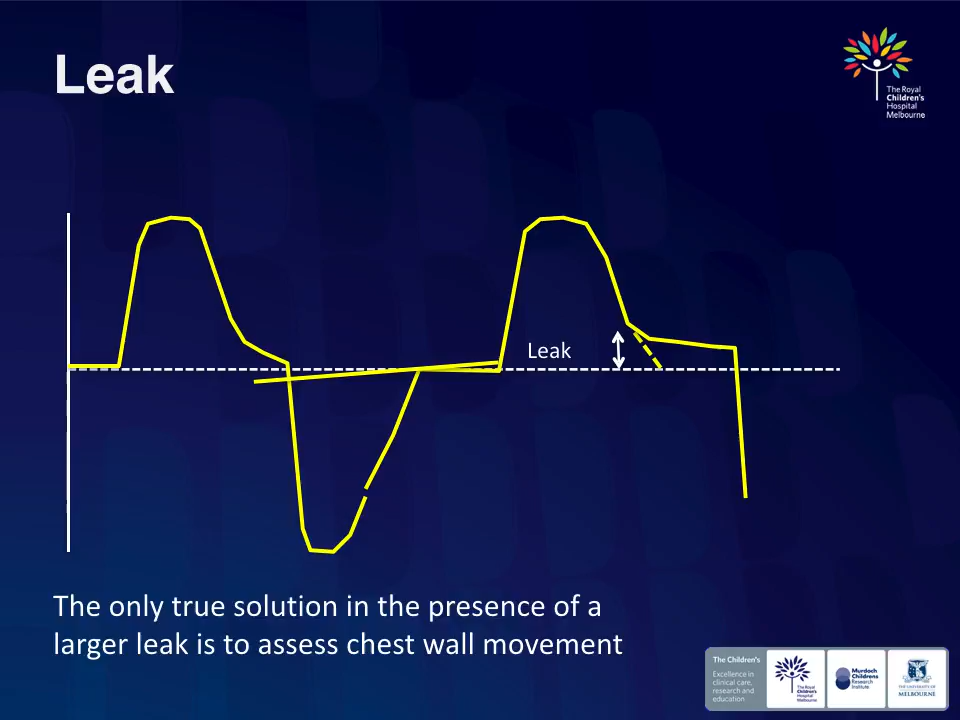 Leak
The Royal
Children's
Hospital
Melbourne
Leak
The only true solution in the presence of a
larger leak is to assess chest wall movement
The Children's
Excellence in
clinical care,
research and
education
The Royal
Children's
Hospital
Melbourne
Murdoch
Childrens
Research
Institute
THE UNIVERSITY OF
MELBOURNE